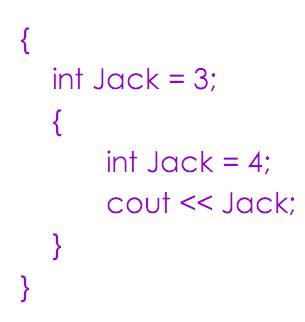 {
int Jack = 3;
{
int Jack = 4;
cout << Jack;
}
}